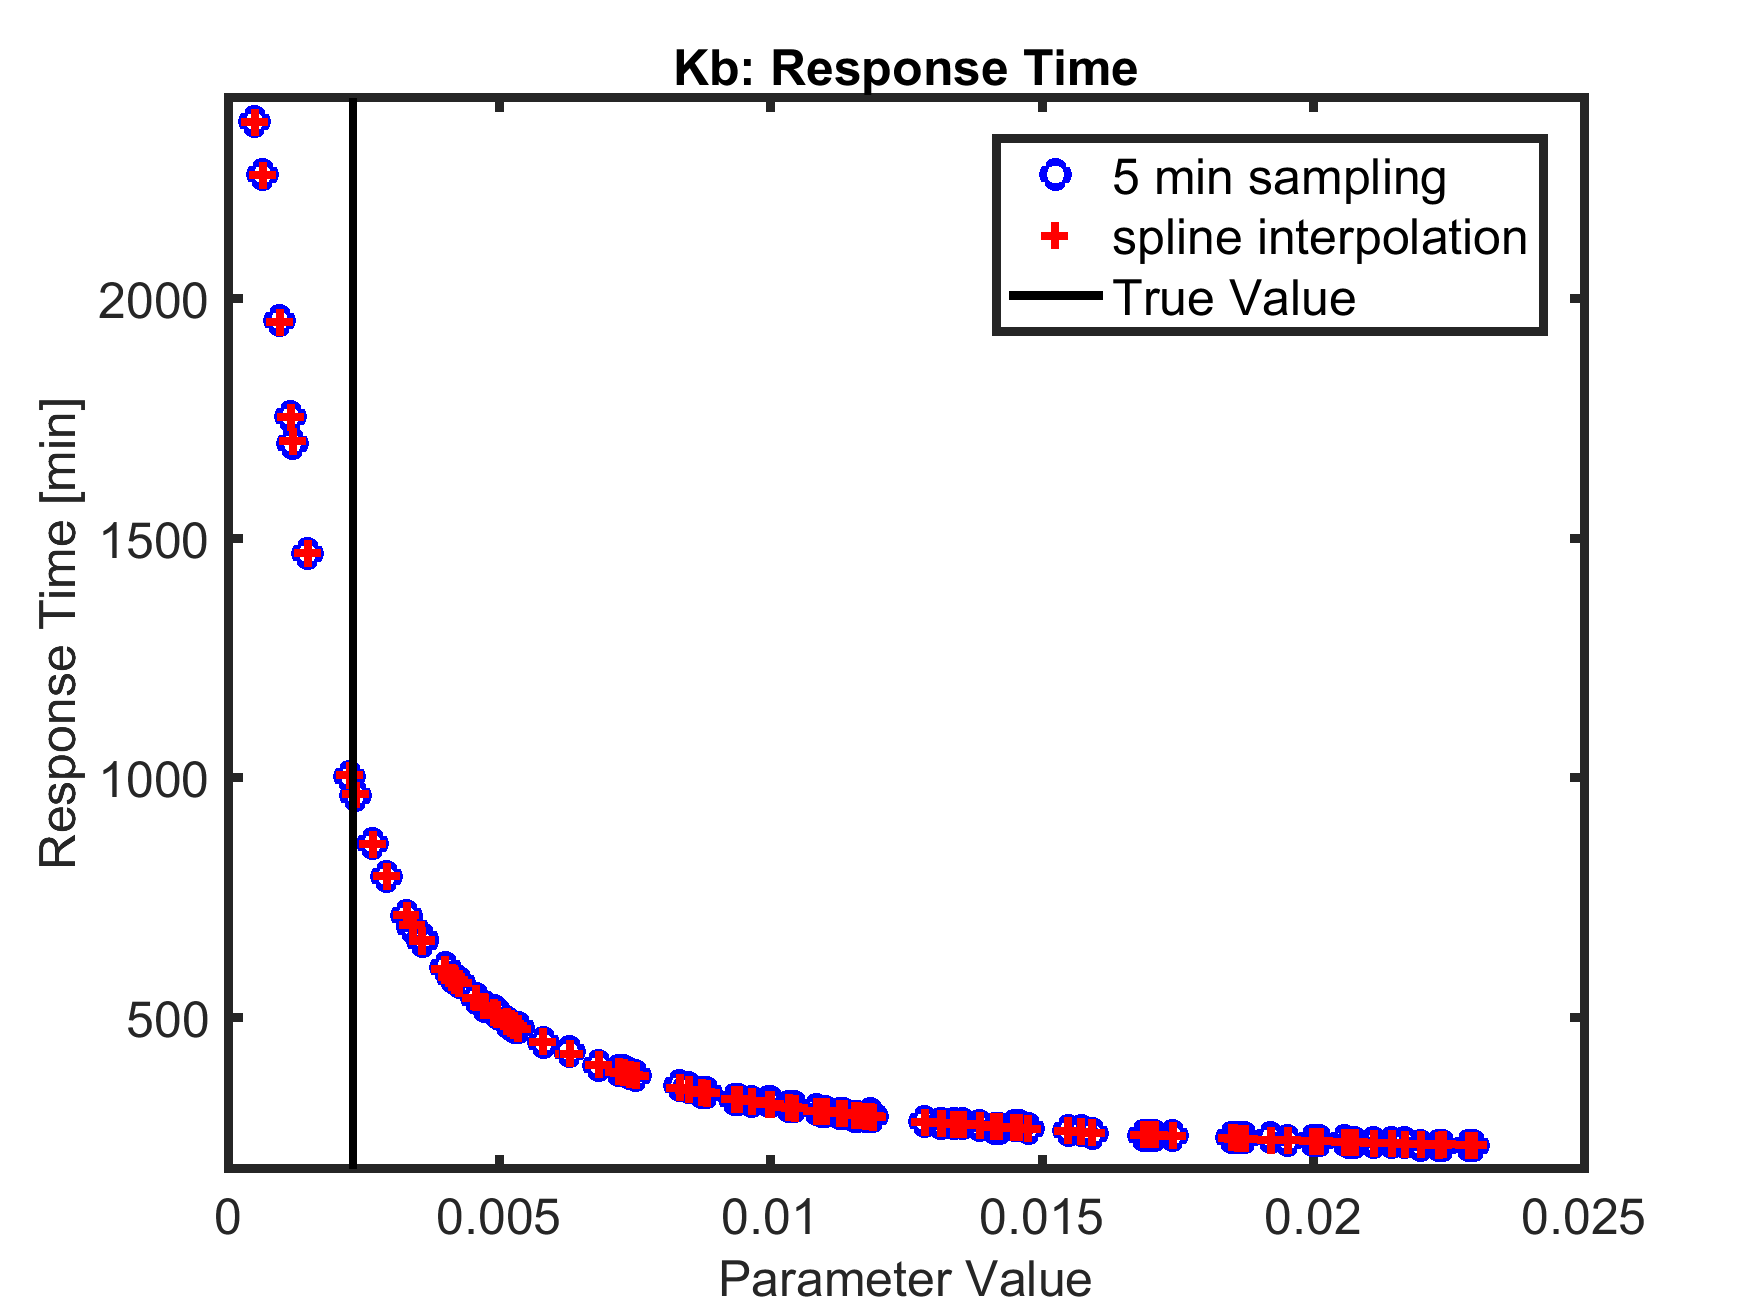 Kb: Response Time
5 min sampling
spline interpolation
True Value
Response Time [min]
2000
1500
1000
500
0
0.005
0.01
0.015
0.02
0.025
Parameter Value